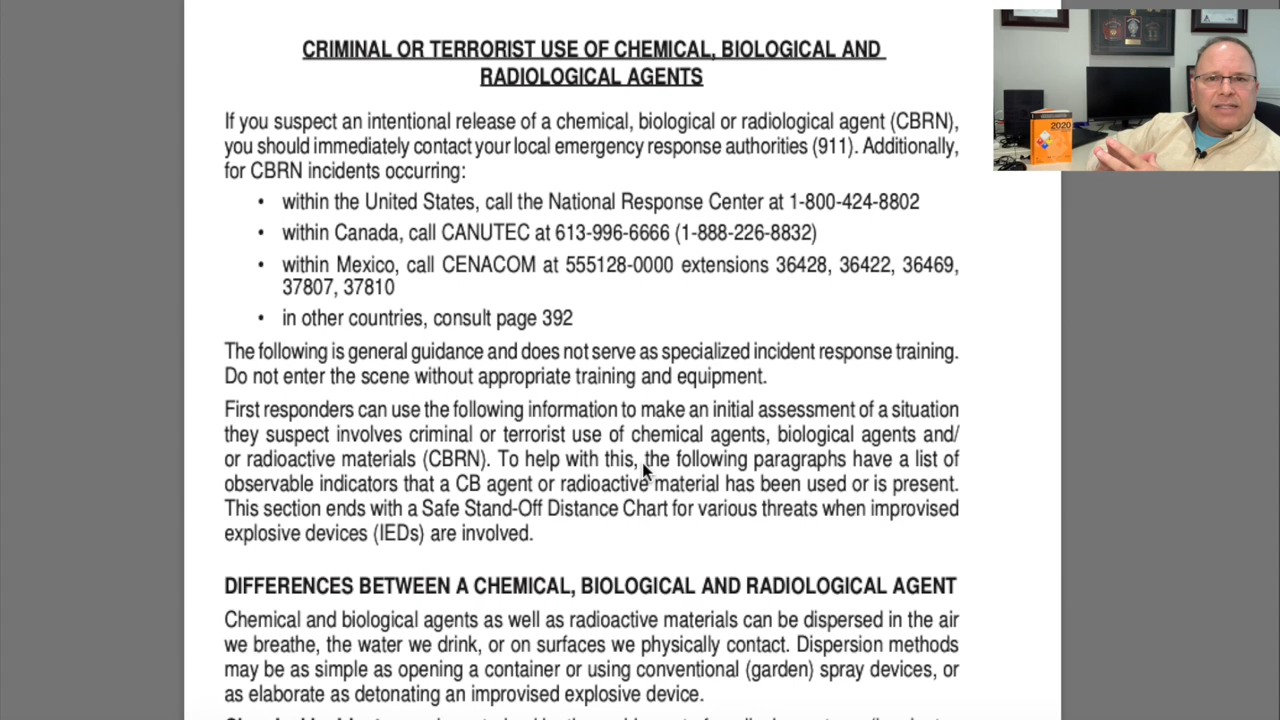 CRIMINAL OR TERRORIST USE OF CHEMICAL, BIOLOGICAL AND
RADIOLOGICAL AGENTS
If you suspect an intentional release of a chemical, biological or radiological agent (CBRN),
you should immediately contact your local emergency response authorities (911). Additionally,
for CBRN incidents occurring:
• within the United States, call the National Response Center at 1-800-424-8802
• within Canada, call CANUTEC at 613-996-6666 (1-888-226-8832)
• within Mexico, call CENACOM at 555128-0000 extensions 36428, 36422, 36469,
37807, 37810
• in other countries, consult page 392
The following is general guidance and does not serve as specialized incident response training.
Do not enter the scene without appropriate training and equipment.
First responders can use the following information to make an initial assessment of a situation
they suspect involves criminal or terrorist use of chemical agents, biological agents and/
or radioactive materials (CBRN). To help with this, the following paragraphs have a list of
observable indicators that a CB agent or radioactive material has been used or is present.
This section ends with a Safe Stand-Off Distance Chart for various threats when improvised
explosive devices (IEDs) are involved.
DIFFERENCES BETWEEN A CHEMICAL, BIOLOGICAL AND RADIOLOGICAL AGENT
Chemical and biological agents as well as radioactive materials can be dispersed in the air
we breathe, the water we drink, or on surfaces we physically contact. Dispersion methods
may be as simple as opening a container or using conventional (garden) spray devices, or
as elaborate as detonating an improvised explosive device.
2020